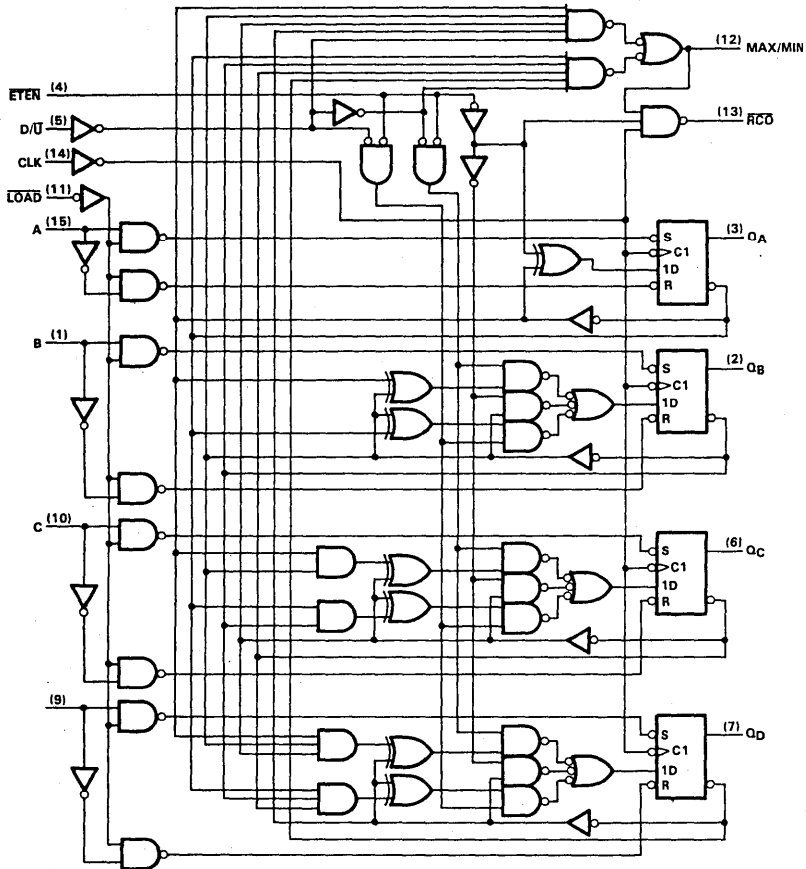 (12) MAX/MIN
(4)
ETEN
(5)
D/U
(13) RCO
(14)
CLK
(11)
LOAD
(15)
A
(3) QA
S
C1
1D
R
(1)
B
(2) QB
S
C1
1D
R
(10)
C
(6) QC
S
C1
1D
R
(9)
(7) QD
S
C1
1D
R